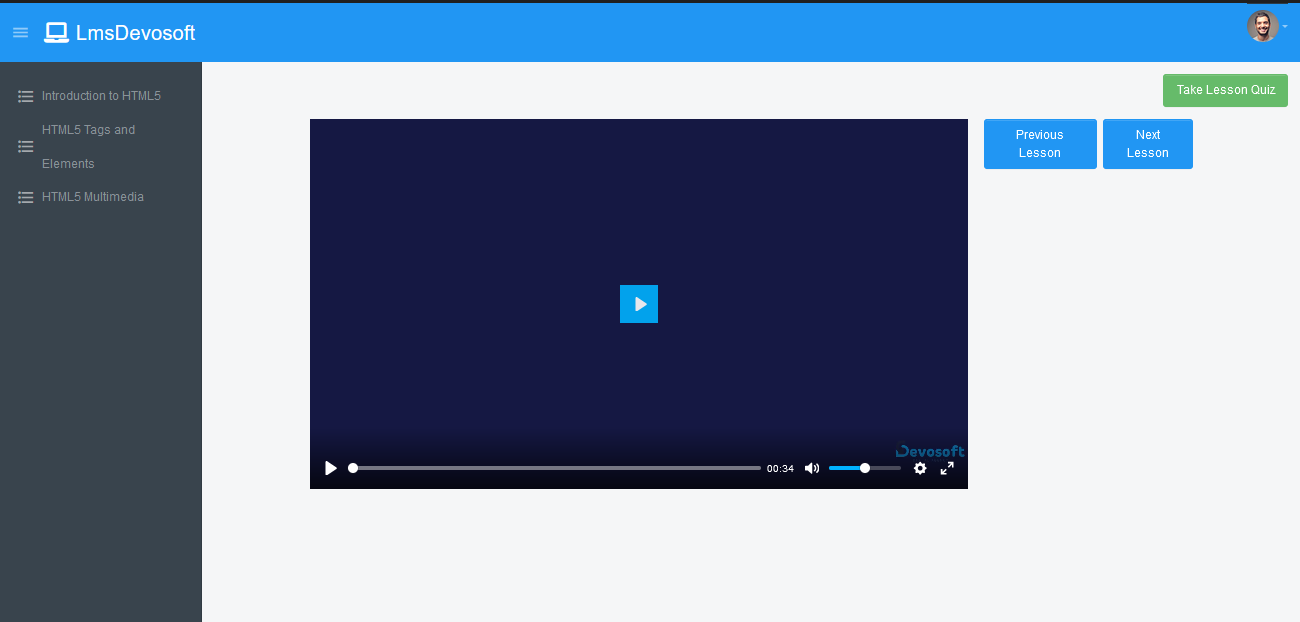 LmsDevosoft
Introduction to HTML5
HTML5 Tags and
Elements
HTML5 Multimedia
Take Lesson Quiz
Previous
Lesson
Next
Lesson
Devosoft
00:34